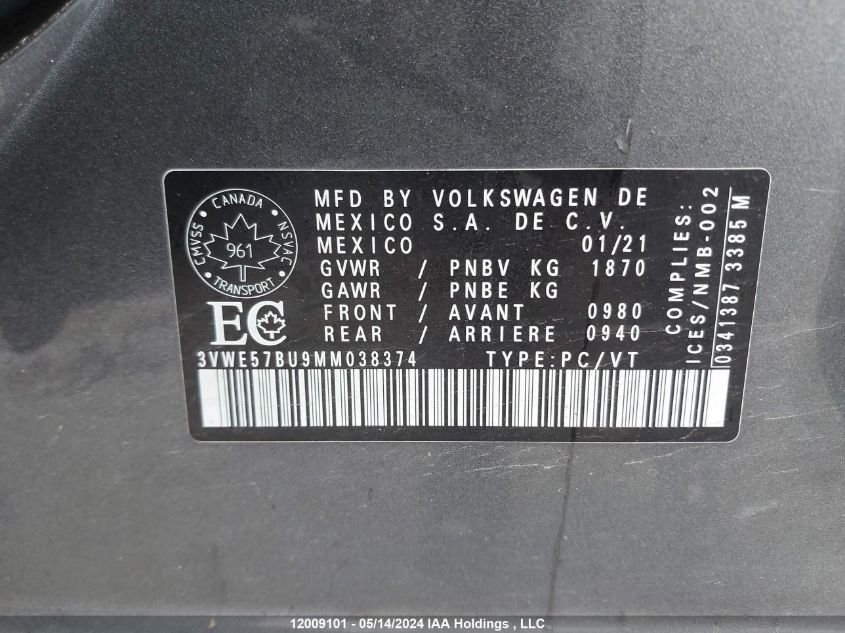 CANADA
CMVSS
NSVAC
961
TRANSPORT
EC
MFD BY VOLKSWAGEN DE
MEXICO S.A. DE C.V.
MEXICO 01/21
GVWR / PNBV KG 1870
GAWR / PNBE KG
FRONT / AVANT 0980
REAR / ARRIERE 0940
3VWE57BU9MM038374 TYPE:PC/VT
COMPLIES:
ICES/NMB-002
0341387 3385 M
12009101 - 05/14/2024 IAA Holdings , LLC